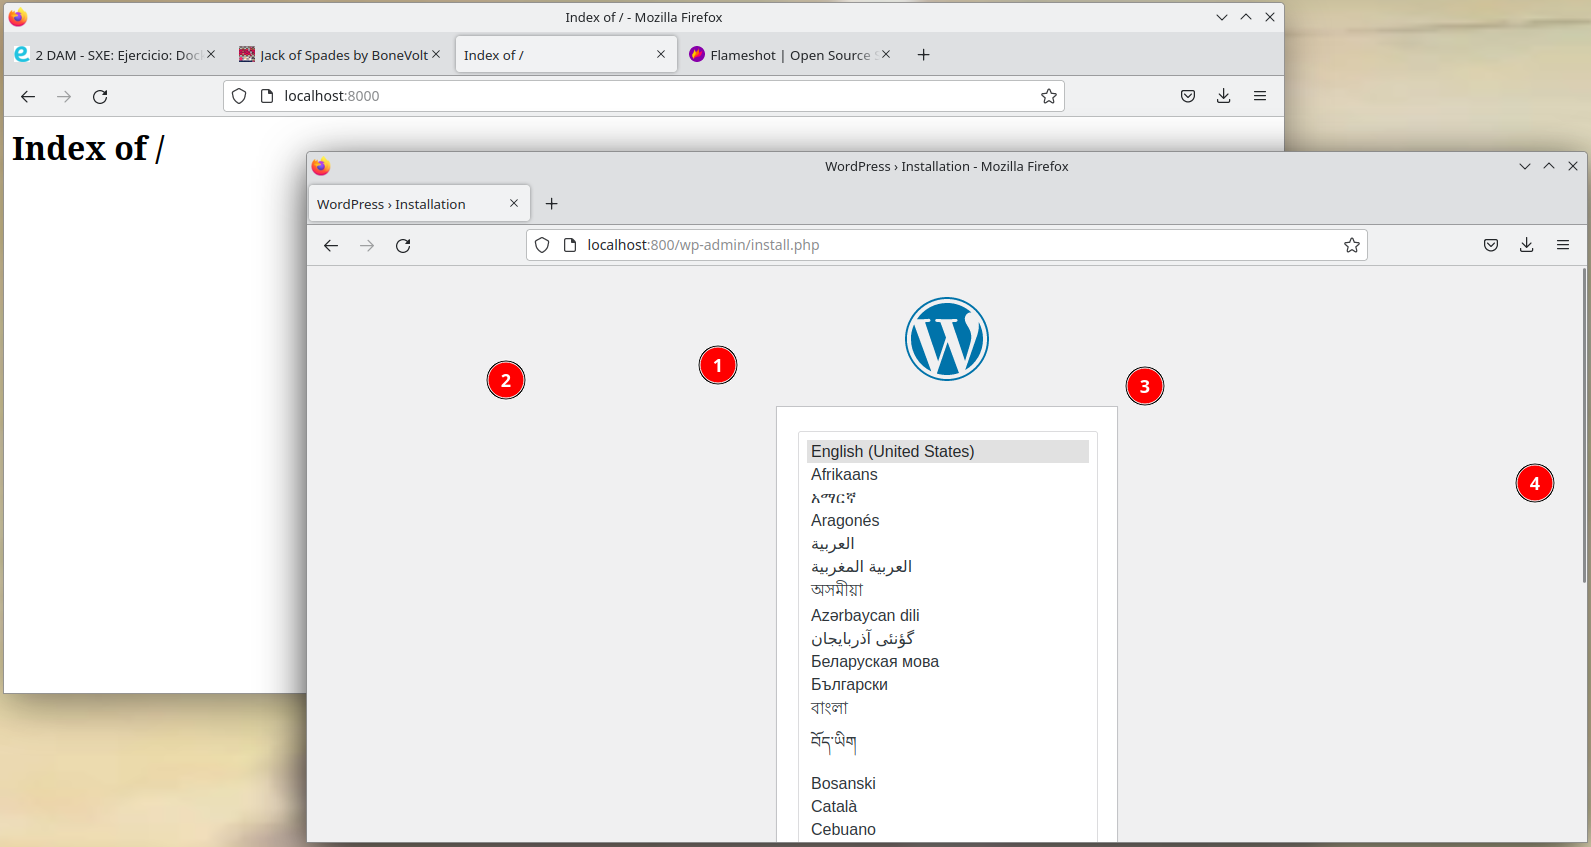 Index of / - Mozilla Firefox
2 DAM - SXE: Ejercicio: Dock
Jack of Spades by BoneVolt
Index of /
Flameshot | Open Source S
localhost:8000
Index of /
WordPress › Installation - Mozilla Firefox
WordPress › Installation
localhost:800/wp-admin/install.php
2
1
3
4
English (United States)
Afrikaans
አማርኛ
Aragonés
العربية
العربية المغربية
অসমীয়া
Azərbaycan dili
گؤنئی آذربایجان
Беларуская мова
Български
বাংলা
བོད་ཡིག
Bosanski
Català
Cebuano